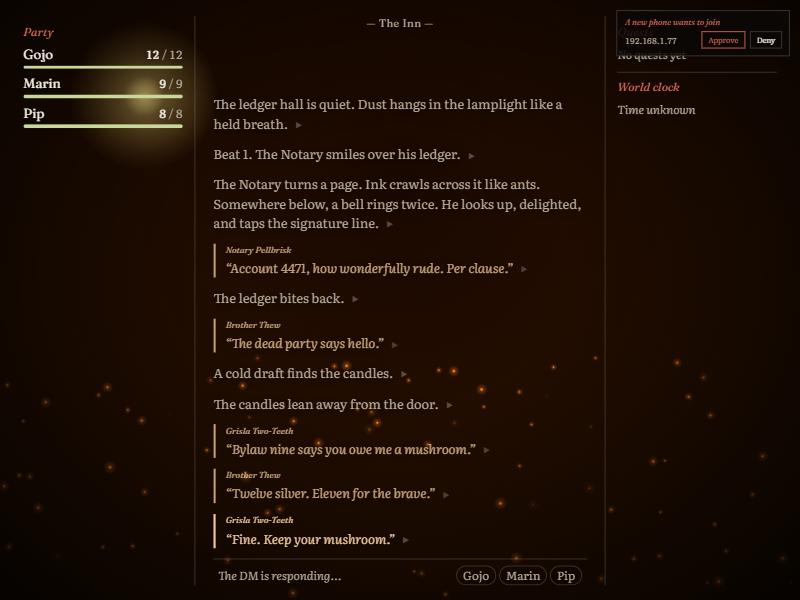 Party
Gojo 12 / 12
Marin 9 / 9
Pip 8 / 8
— The Inn —
The ledger hall is quiet. Dust hangs in the lamplight like a
held breath.
Beat 1. The Notary smiles over his ledger.
The Notary turns a page. Ink crawls across it like ants.
Somewhere below, a bell rings twice. He looks up, delighted,
and taps the signature line.
Notary Pellbrisk
“Account 4471, how wonderfully rude. Per clause.”
The ledger bites back.
Brother Thew
“The dead party says hello.”
A cold draft finds the candles.
The candles lean away from the door.
Grisla Two-Teeth
“Bylaw nine says you owe me a mushroom.”
Brother Thew
“Twelve silver. Eleven for the brave.”
Grisla Two-Teeth
“Fine. Keep your mushroom.”
The DM is responding...
Gojo Marin Pip
A new phone wants to join
Quests
192.168.1.77 Approve Deny
No quests yet
World clock
Time unknown